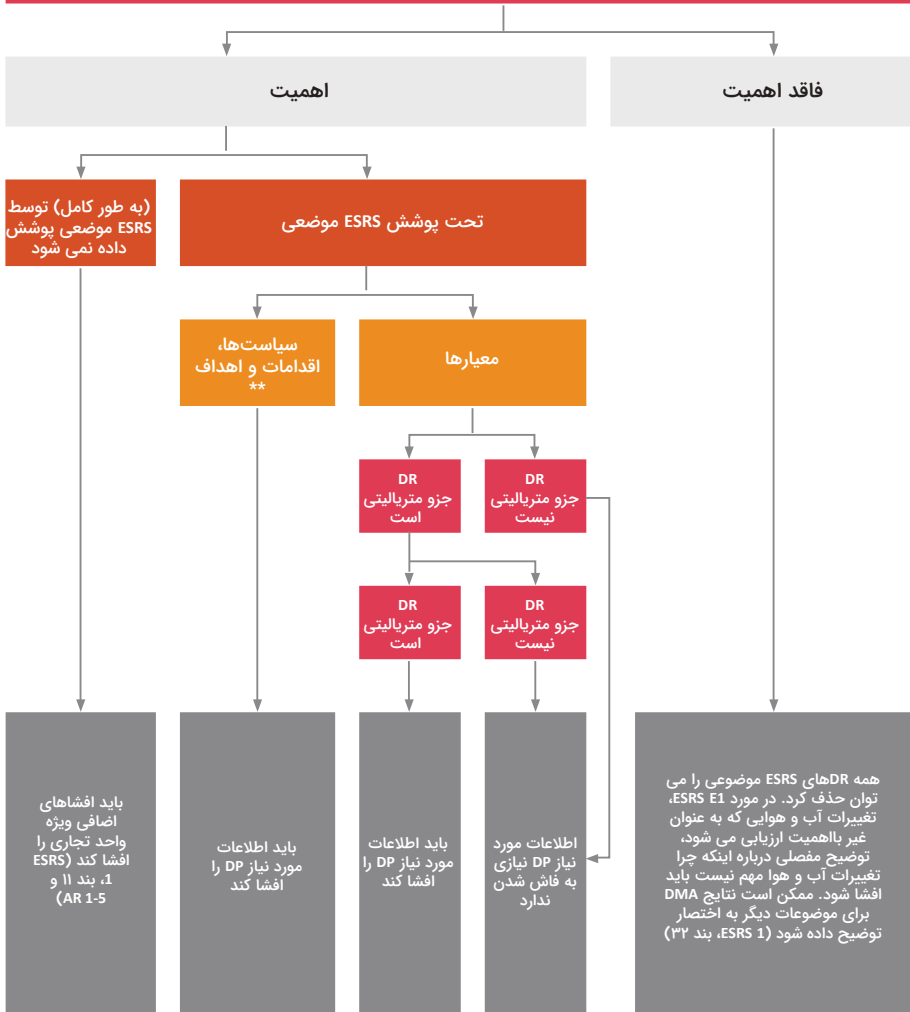 اهمیت
فاقد اهمیت
(به طور کامل) توسط
ESRS موضعی پوشش
داده نمی شود
تحت پوشش ESRS موضعی
سیاست‌ها،
اقدامات و اهداف
**
معیارها
DR
جزو متریالیتی
است
DR
جزو متریالیتی
نیست
DR
جزو متریالیتی
است
DR
جزو متریالیتی
نیست
باید افشاهای
اضافی ویژه
واحد تجاری را
افشا کند (ESRS
1، بند ۱۱ و
AR 1-5)
باید اطلاعات
مورد نیاز DP را
افشا کند
باید اطلاعات
مورد نیاز DP را
افشا کند
اطلاعات مورد
نیاز DP نیازی
به فاش شدن
ندارد
همه DRهای ESRS موضوعی را می
توان حذف کرد. در مورد ESRS E1،
تغییرات آب و هوایی که به عنوان
غیر بااهمیت ارزیابی می شود،
توضیح مفصلی درباره اینکه چرا
تغییرات آب و هوا مهم نیست باید
افشا شود. ممکن است نتایج DMA
برای موضوعات دیگر به اختصار
توضیح داده شود (ESRS 1، بند ۳۲)